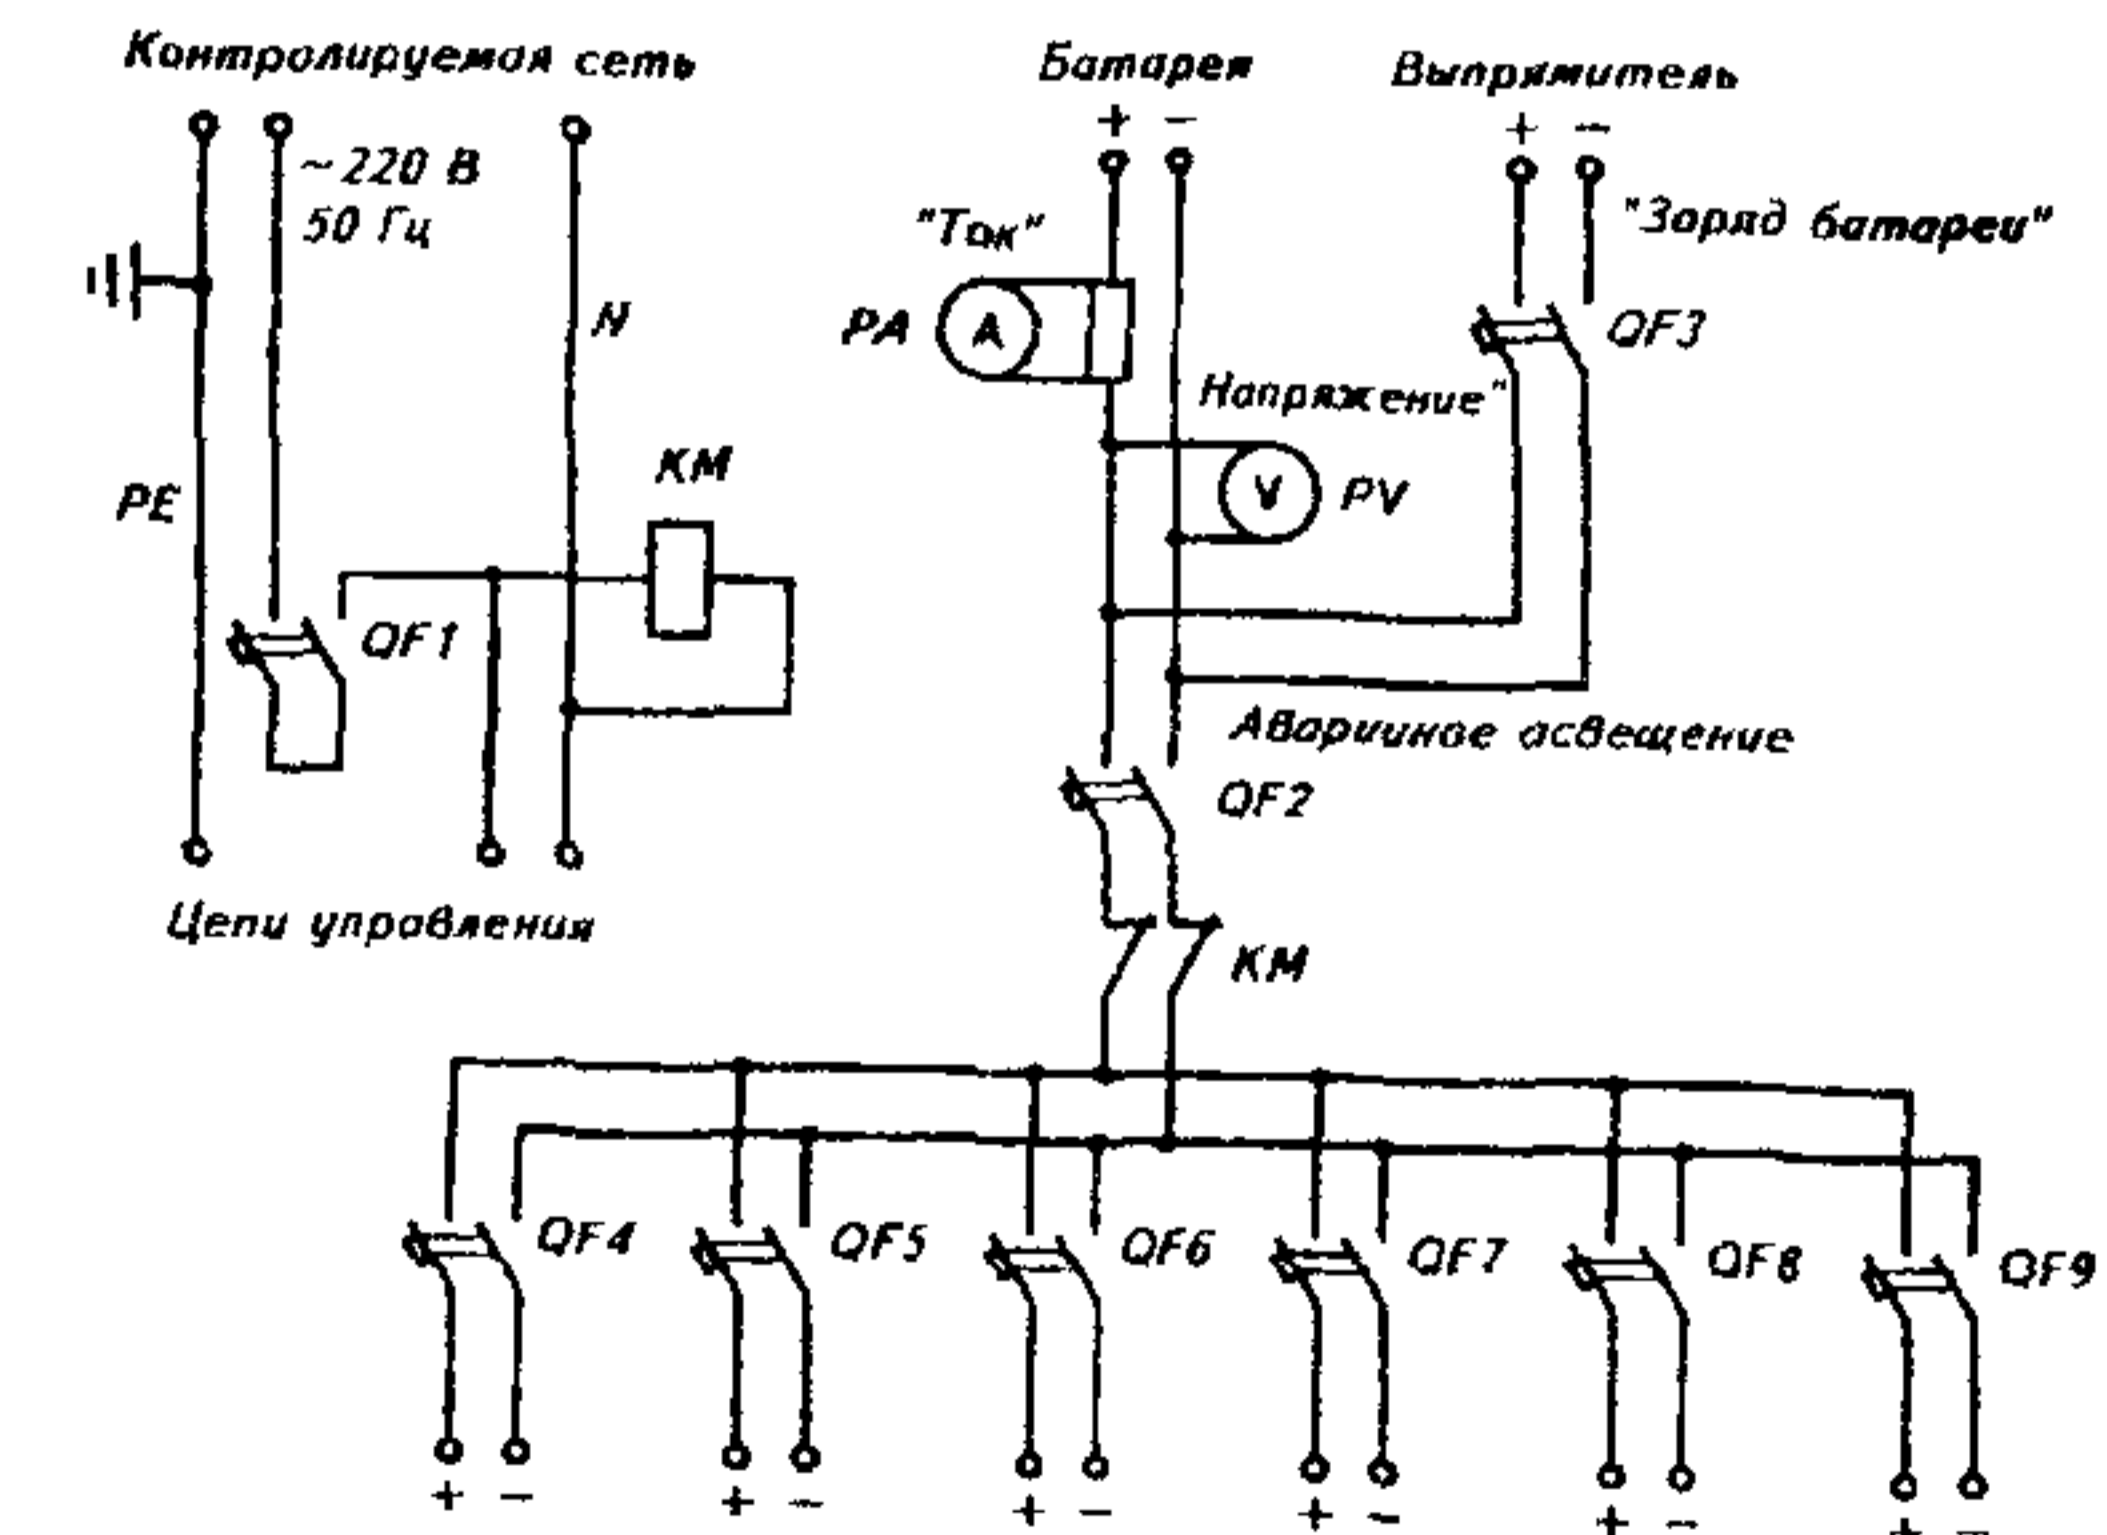 Контролируемая сеть
Батарея
Выпрямитель
+ −
+ −
~220 В
50 Гц
"Ток"
"Заряд батареи"
N
PA
A
QF3
Напряжение"
KM
PE
V
PV
QF1
Аварийное освещение
QF2
Цепи управления
KM
QF4
QF5
QF6
QF7
QF8
QF9
+ −
+ −
+ −
+ −
+ −
+ −